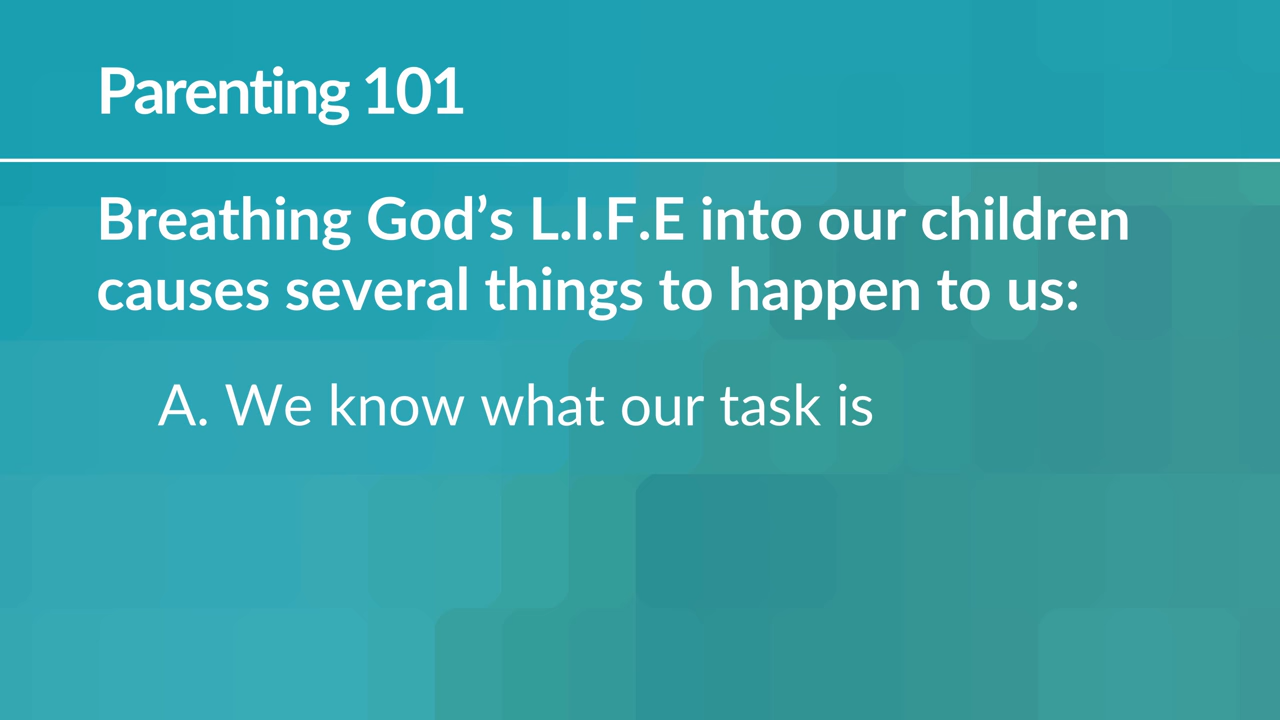 Parenting 101
Breathing God’s L.I.F.E into our children
causes several things to happen to us:
A. We know what our task is